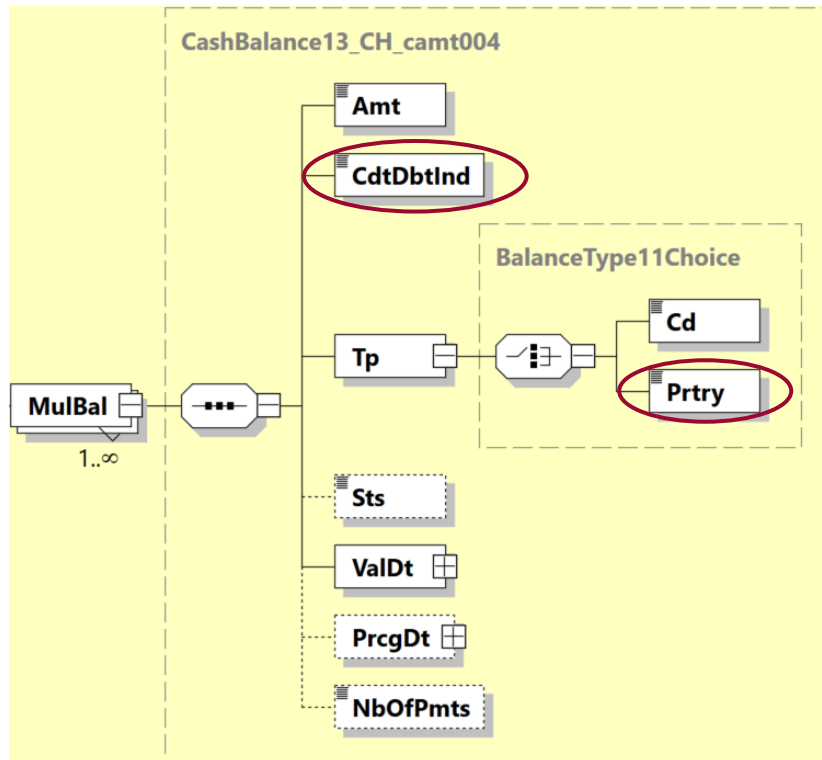 CashBalance13_CH_camt004
Amt
CdtDbtInd
BalanceType11Choice
Cd
Tp
Prtry
MulBal
1..∞
Sts
ValDt
PrcgDt
NbOfPmts